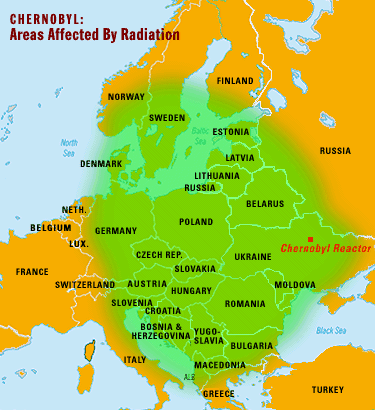 CHERNOBYL:
Areas Affected By Radiation
FINLAND
NORWAY
SWEDEN
Baltic
Sea
ESTONIA
North
Sea
RUSSIA
LATVIA
DENMARK
LITHUANIA
RUSSIA
BELARUS
NETH.
POLAND
BELGIUM
GERMANY
LUX.
Chernobyl Reactor
CZECH REP.
UKRAINE
SLOVAKIA
FRANCE
SWITZERLAND
AUSTRIA
HUNGARY
MOLDOVA
SLOVENIA
ROMANIA
CROATIA
BOSNIA &
HERZEGOVINA
YUGO-
SLAVIA
Black Sea
BULGARIA
ITALY
MACEDONIA
ALB
GREECE
TURKEY